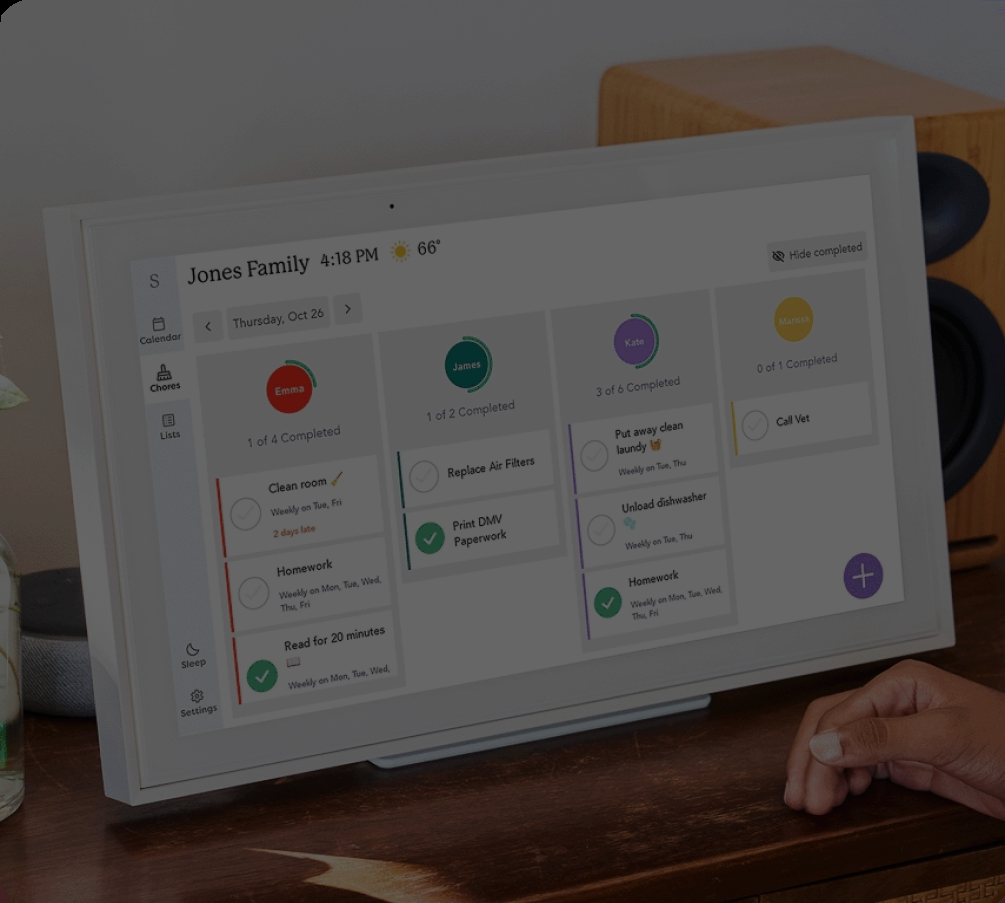 S
Jones Family 4:18 PM 66°
Hide completed
Calendar
Chores
Lists
Sleep
Settings
Thursday, Oct 26
Emma
1 of 4 Completed
Clean room
Weekly on Tue, Fri
2 days late
Homework
Weekly on Mon, Tue, Wed,
Thu, Fri
Read for 20 minutes
Weekly on Mon, Tue, Wed,
James
1 of 2 Completed
Replace Air Filters
Print DMV
Paperwork
Kate
3 of 6 Completed
Put away clean
laundy
Weekly on Tue, Thu
Unload dishwasher
Weekly on Tue, Thu
Homework
Weekly on Mon, Tue, Wed,
Thu, Fri
0 of 1 Completed
Call Vet